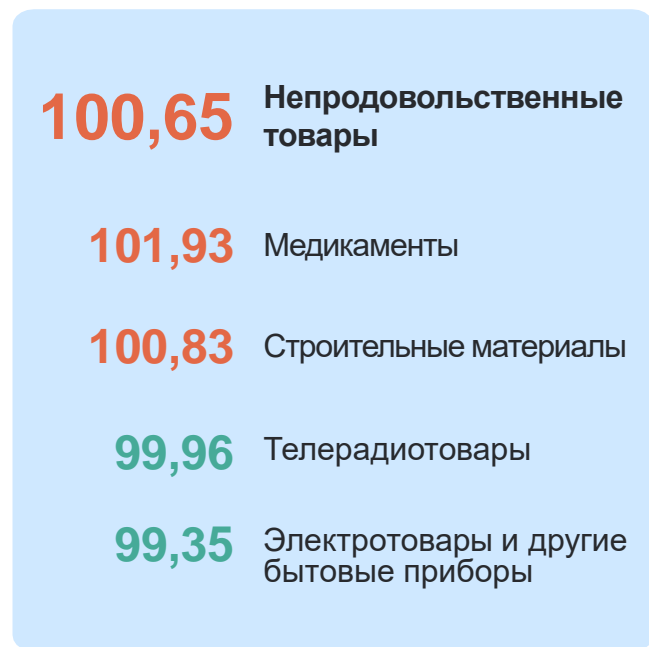 100,65 Непродовольственные
товары
101,93 Медикаменты
100,83 Строительные материалы
99,96 Телерадиотовары
99,35 Электротовары и другие
бытовые приборы